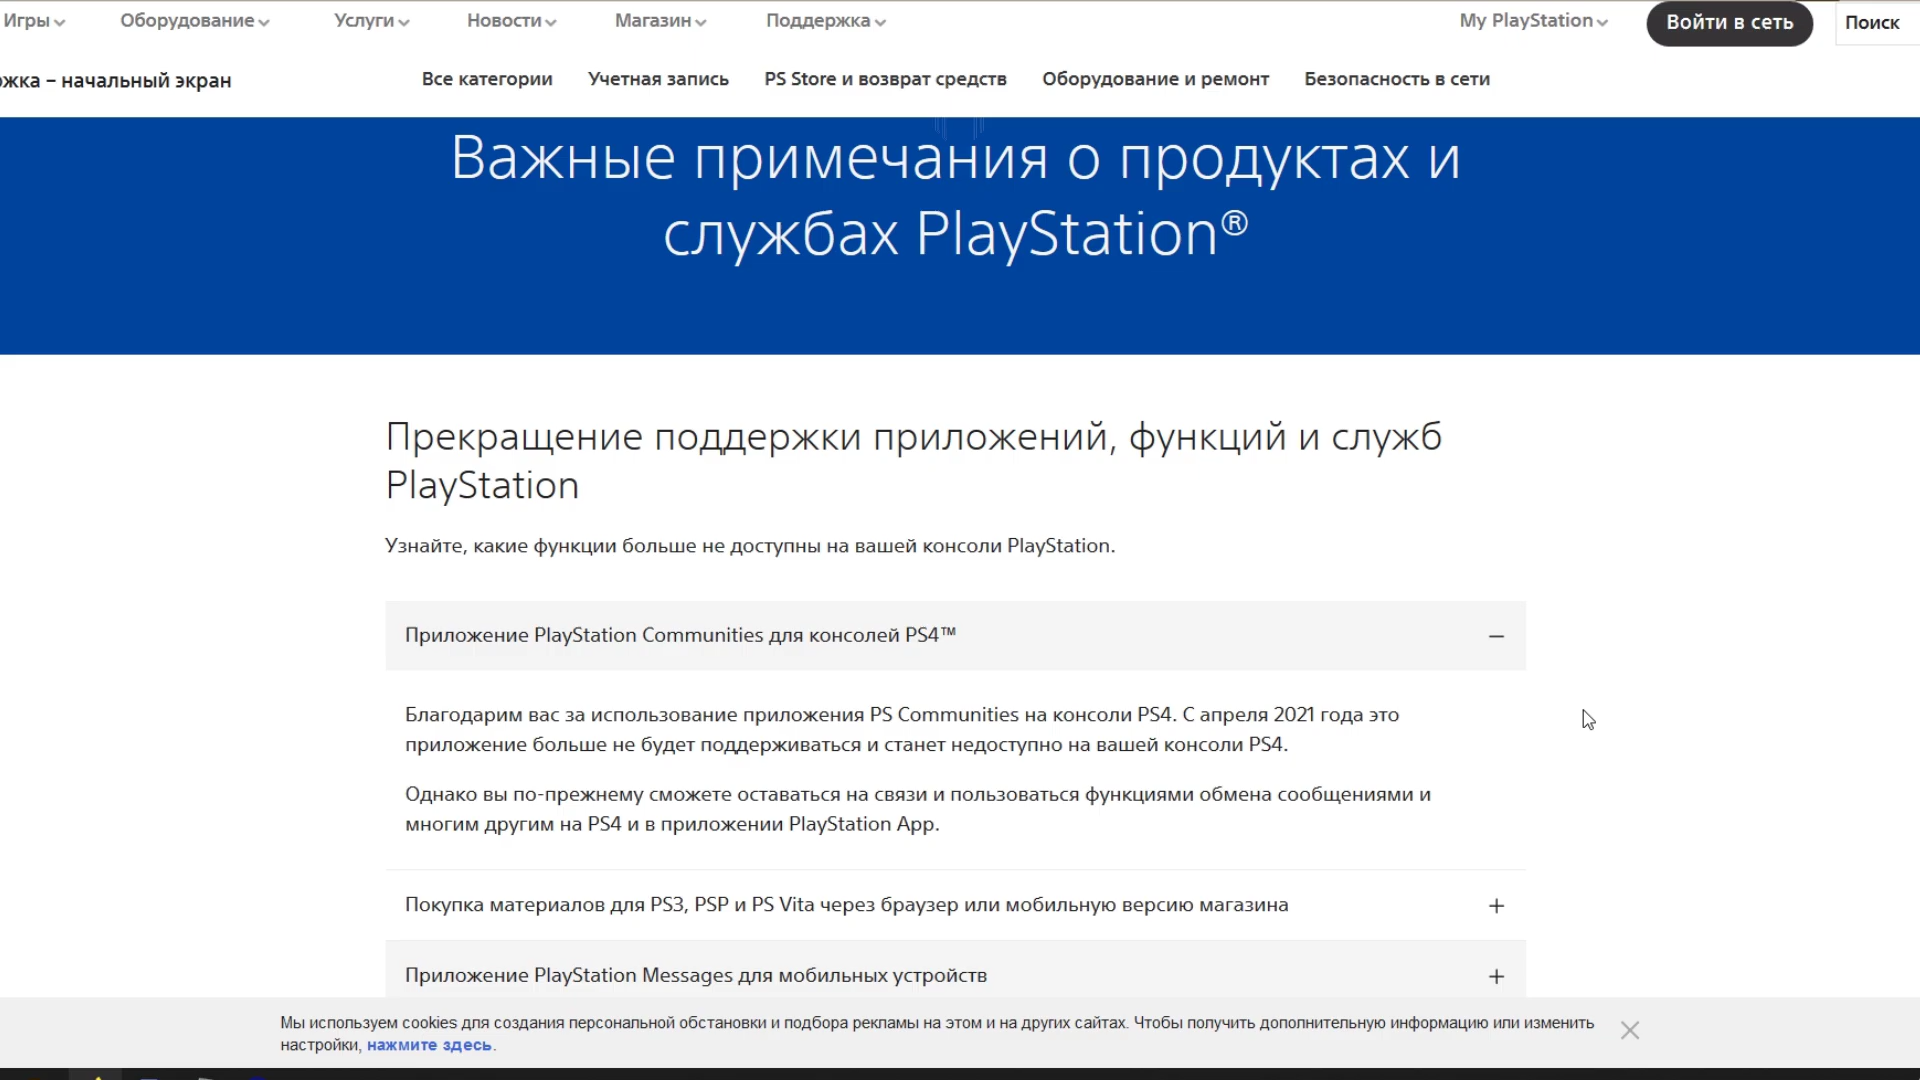 Игры
Оборудование
Услуги
Новости
Магазин
Поддержка
My PlayStation
Войти в сеть
Поиск
жка – начальный экран
Все категории
Учетная запись
PS Store и возврат средств
Оборудование и ремонт
Безопасность в сети
Важные примечания о продуктах и
службах PlayStation®
Прекращение поддержки приложений, функций и служб
PlayStation
Узнайте, какие функции больше не доступны на вашей консоли PlayStation.
Приложение PlayStation Communities для консолей PS4™
Благодарим вас за использование приложения PS Communities на консоли PS4. С апреля 2021 года это
приложение больше не будет поддерживаться и станет недоступно на вашей консоли PS4.
Однако вы по-прежнему сможете оставаться на связи и пользоваться функциями обмена сообщениями и
многим другим на PS4 и в приложении PlayStation App.
Покупка материалов для PS3, PSP и PS Vita через браузер или мобильную версию магазина
Приложение PlayStation Messages для мобильных устройств
Мы используем cookies для создания персональной обстановки и подбора рекламы на этом и на других сайтах. Чтобы получить дополнительную информацию или изменить
настройки, нажмите здесь.